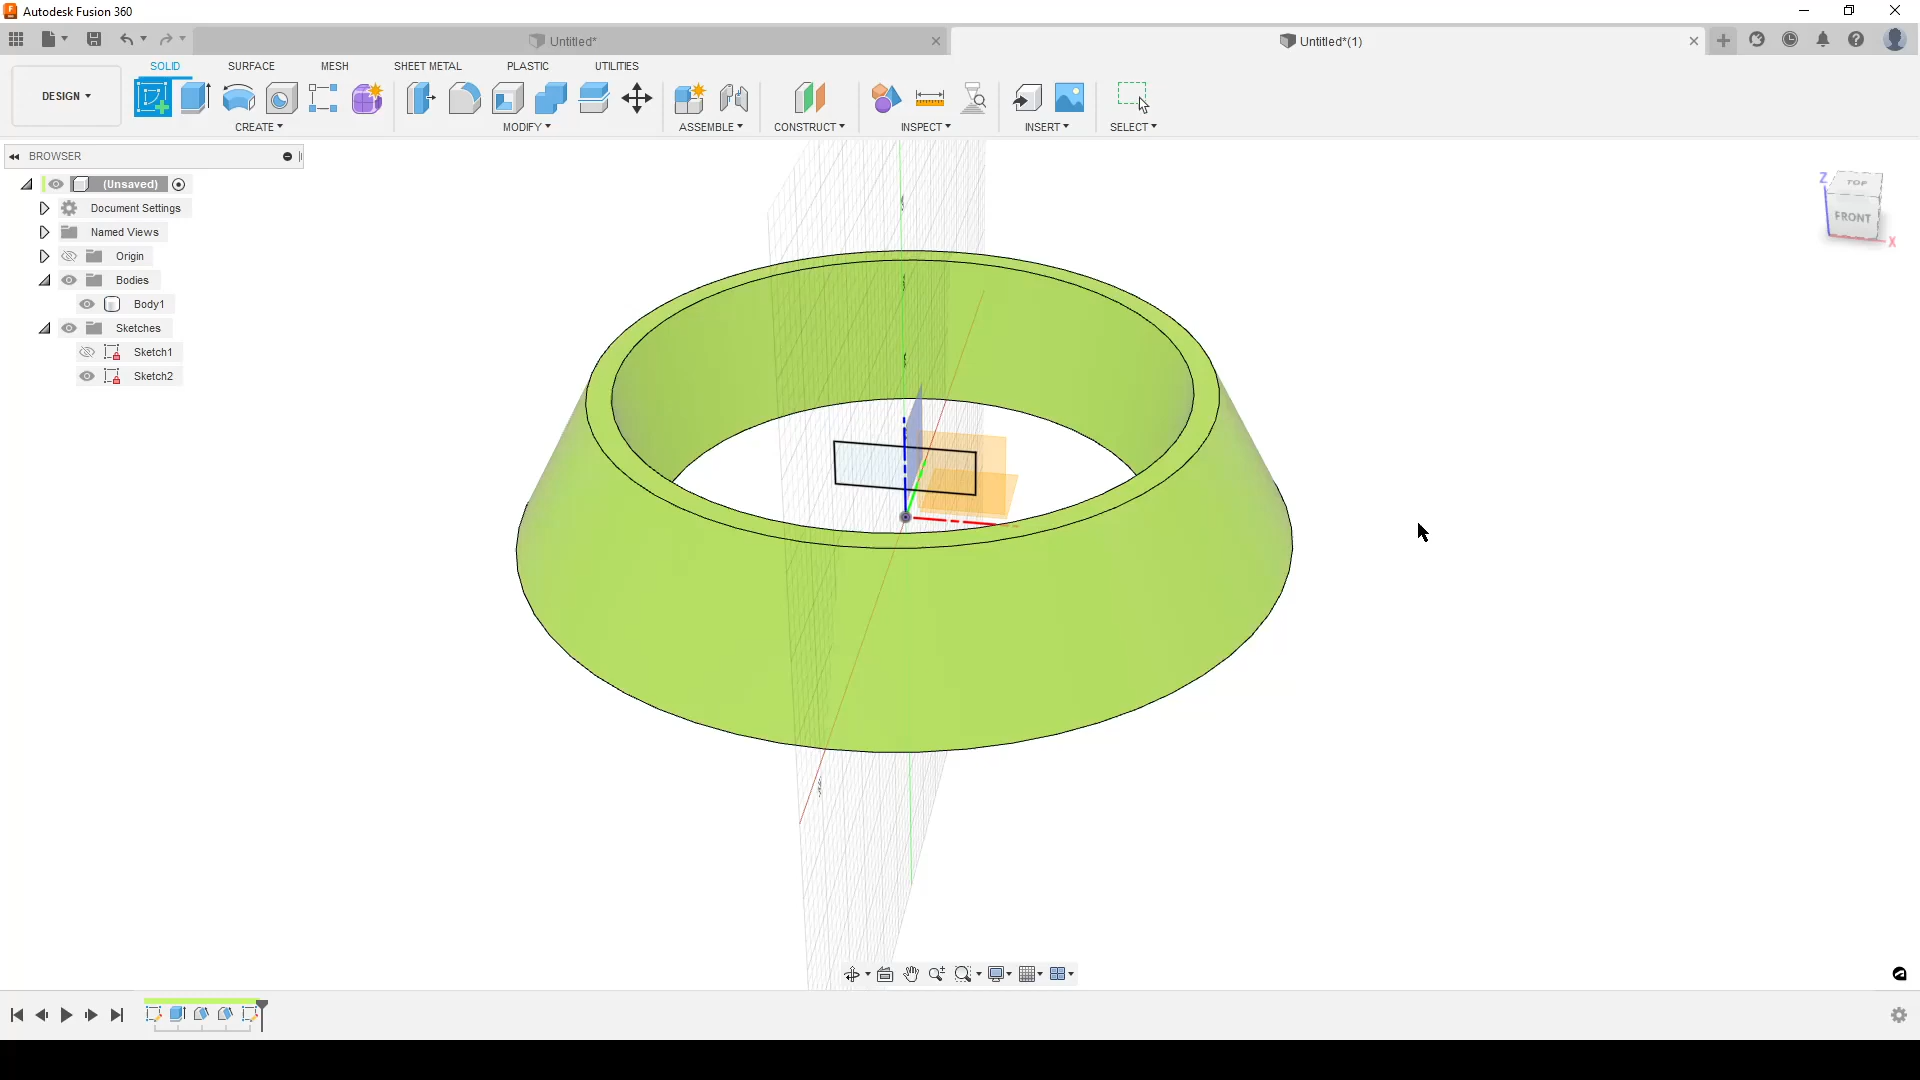 Autodesk Fusion 360
Untitled*
Untitled*(1)
SOLID SURFACE MESH SHEET METAL PLASTIC UTILITIES
DESIGN
CREATE MODIFY ASSEMBLE CONSTRUCT INSPECT INSERT SELECT
BROWSER
(Unsaved)
Document Settings
Named Views
Origin
Bodies
Body1
Sketches
Sketch1
Sketch2
Z
TOP
FRONT
X